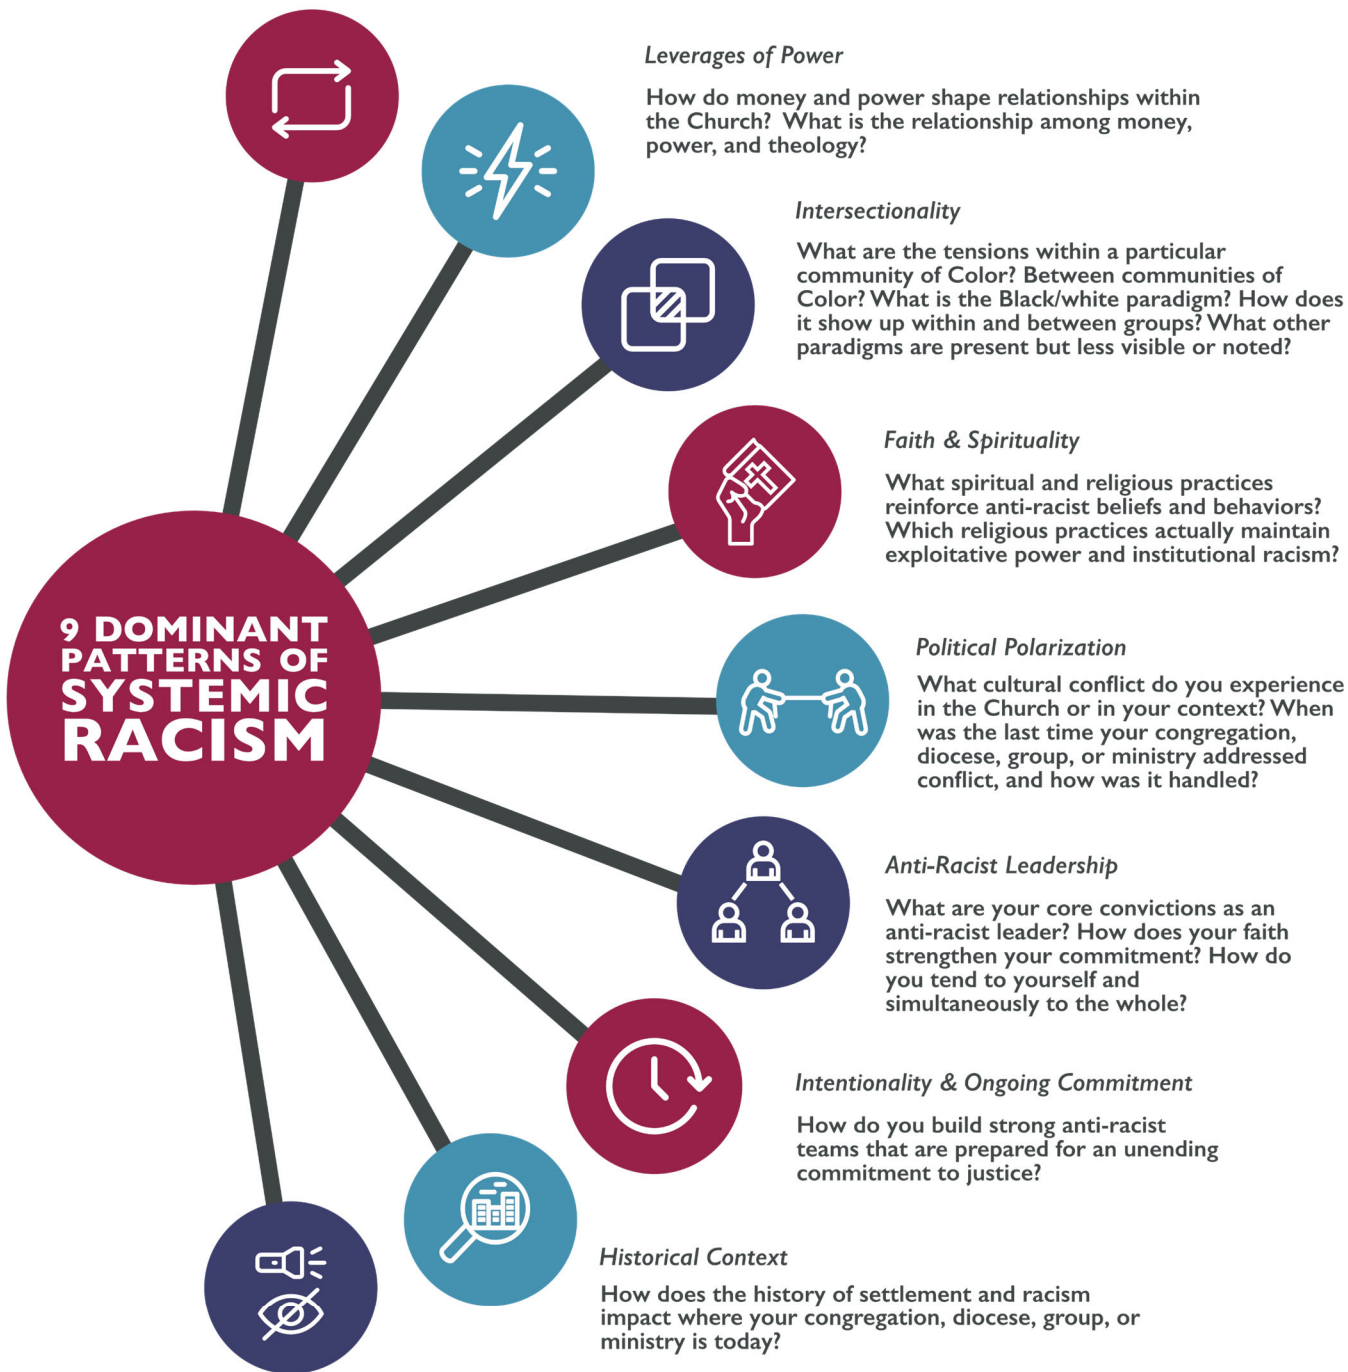 Leverages of Power
How do money and power shape relationships within
the Church? What is the relationship among money,
power, and theology?
Intersectionality
What are the tensions within a particular
community of Color? Between communities of
Color? What is the Black/white paradigm? How does
it show up within and between groups? What other
paradigms are present but less visible or noted?
Faith & Spirituality
What spiritual and religious practices
reinforce anti-racist beliefs and behaviors?
Which religious practices actually maintain
exploitative power and institutional racism?
9 DOMINANT
PATTERNS OF
SYSTEMIC
RACISM
Political Polarization
What cultural conflict do you experience
in the Church or in your context? When
was the last time your congregation,
diocese, group, or ministry addressed
conflict, and how was it handled?
Anti-Racist Leadership
What are your core convictions as an
anti-racist leader? How does your faith
strengthen your commitment? How do
you tend to yourself and
simultaneously to the whole?
Intentionality & Ongoing Commitment
How do you build strong anti-racist
teams that are prepared for an unending
commitment to justice?
Historical Context
How does the history of settlement and racism
impact where your congregation, diocese, group, or
ministry is today?